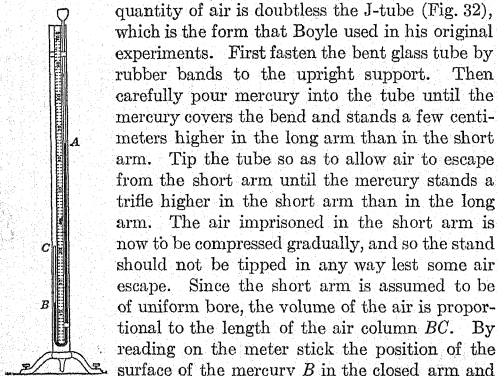 quantity of air is doubtless the J-tube (Fig. 32),
which is the form that Boyle used in his original
experiments. First fasten the bent glass tube by
rubber bands to the upright support. Then
carefully pour mercury into the tube until the
mercury covers the bend and stands a few centi-
meters higher in the long arm than in the short
arm. Tip the tube so as to allow air to escape
from the short arm until the mercury stands a
trifle higher in the short arm than in the long
arm. The air imprisoned in the short arm is
now to be compressed gradually, and so the stand
should not be tipped in any way lest some air
escape. Since the short arm is assumed to be
of uniform bore, the volume of the air is propor-
tional to the length of the air column BC. By
reading on the meter stick the position of the
surface of the mercury B in the closed arm and
A
C
B